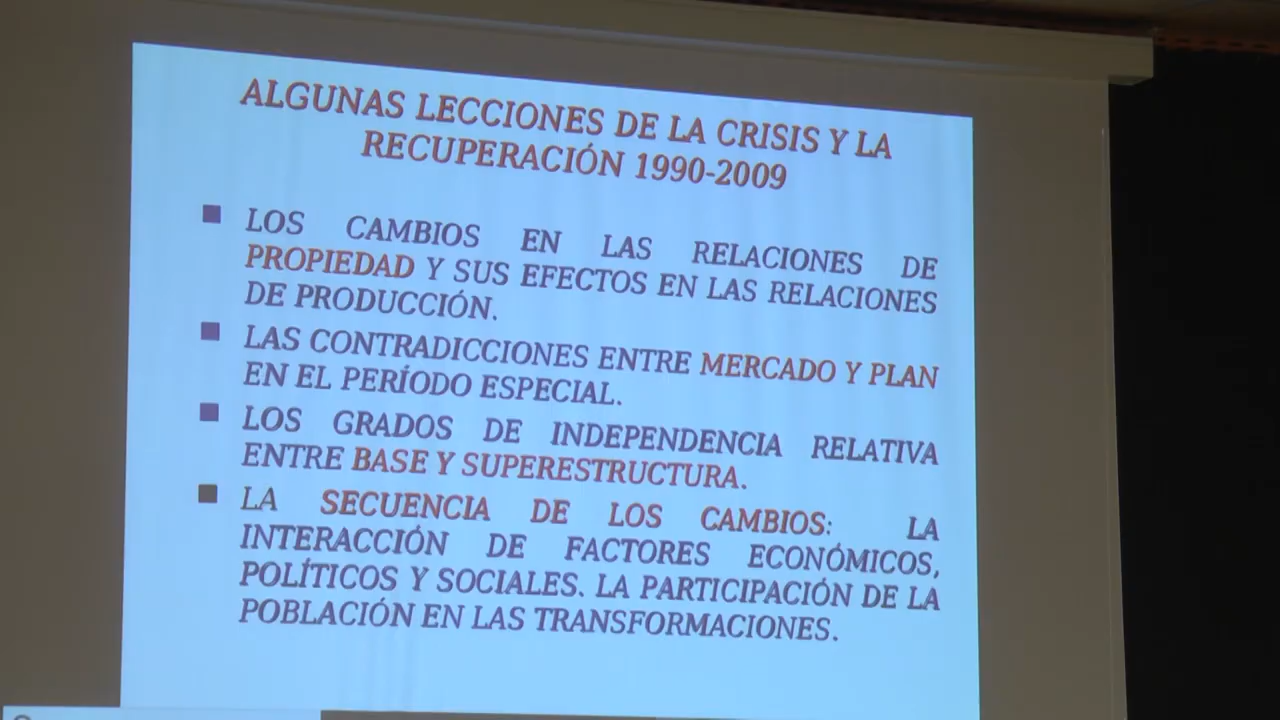 ALGUNAS LECCIONES DE LA CRISIS Y LA
RECUPERACIÓN 1990-2009
LOS CAMBIOS EN LAS RELACIONES DE
PROPIEDAD Y SUS EFECTOS EN LAS RELACIONES
DE PRODUCCIÓN.
LAS CONTRADICCIONES ENTRE MERCADO Y PLAN
EN EL PERÍODO ESPECIAL.
LOS GRADOS DE INDEPENDENCIA RELATIVA
ENTRE BASE Y SUPERESTRUCTURA.
LA SECUENCIA DE LOS CAMBIOS: LA
INTERACCIÓN DE FACTORES ECONÓMICOS,
POLÍTICOS Y SOCIALES. LA PARTICIPACIÓN DE LA
POBLACIÓN EN LAS TRANSFORMACIONES.